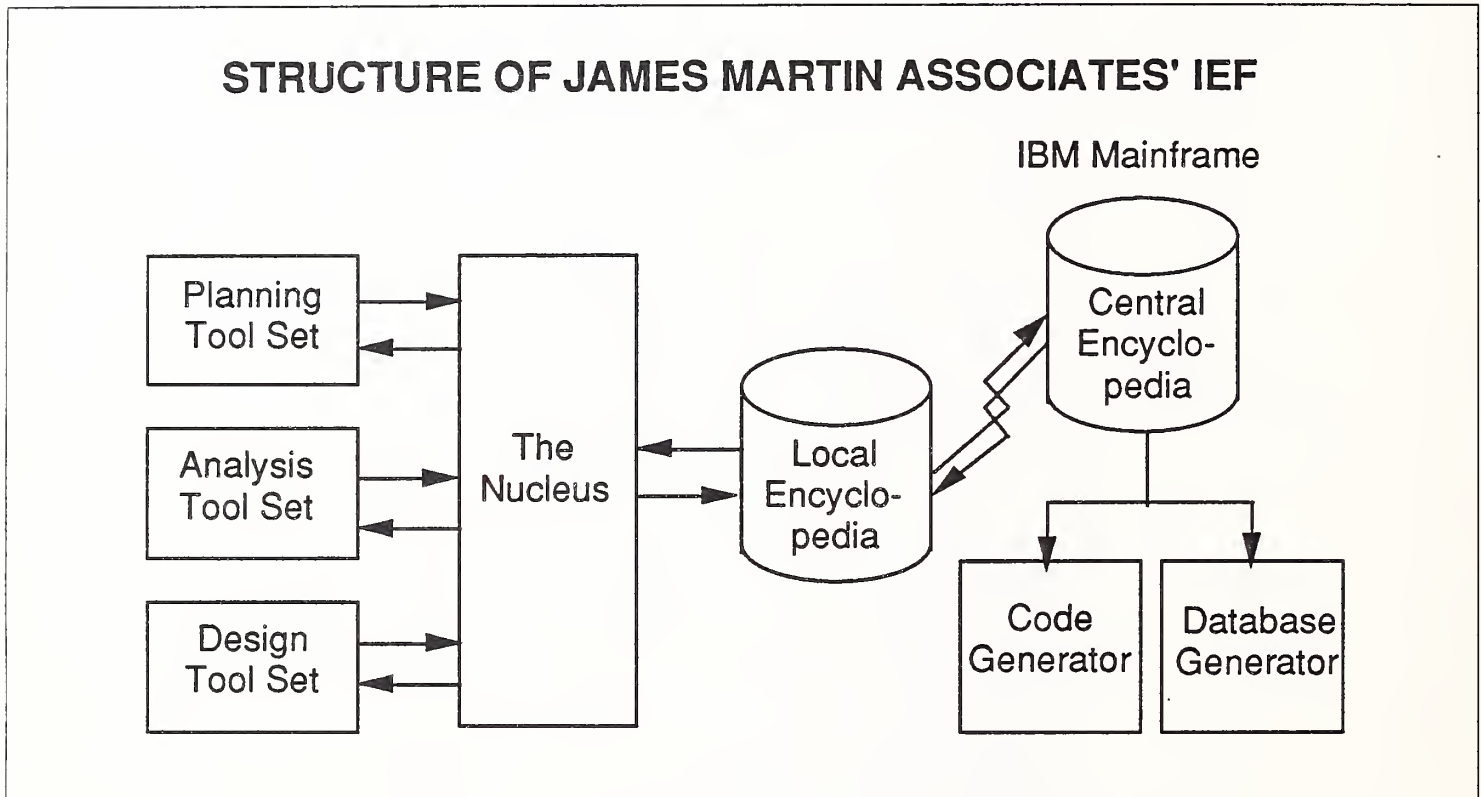 STRUCTURE OF JAMES MARTIN ASSOCIATES' IEF
IBM Mainframe
Planning
Tool Set
Analysis
Tool Set
Design
Tool Set
The
Nucleus
Local
Encyclo-
pedia
Central
Encyclo-
pedia
Code
Generator
Database
Generator